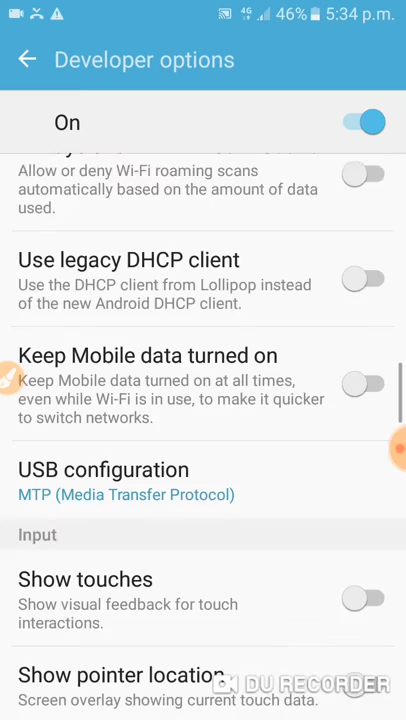 4G 46% 5:34 p.m.
Developer options
On
Allow or deny Wi-Fi roaming scans
automatically based on the amount of data
used.
Use legacy DHCP client
Use the DHCP client from Lollipop instead
of the new Android DHCP client.
Keep Mobile data turned on
Keep Mobile data turned on at all times,
even while Wi-Fi is in use, to make it quicker
to switch networks.
USB configuration
MTP (Media Transfer Protocol)
Input
Show touches
Show visual feedback for touch
interactions.
Show pointer location
DU RECORDER
Screen overlay showing current touch data.